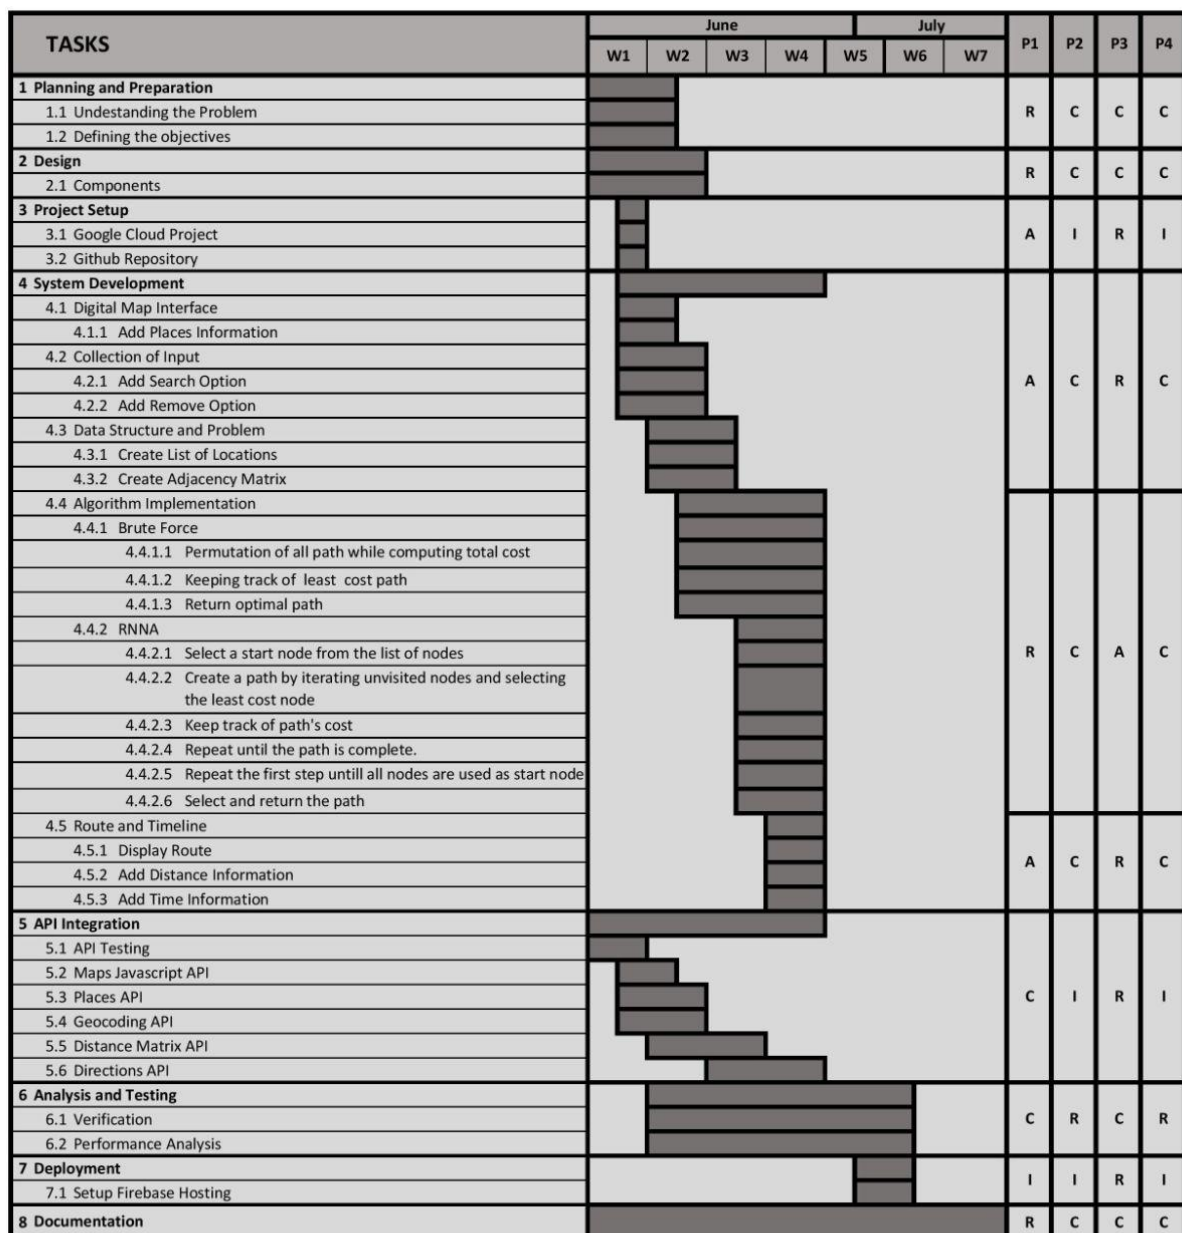 TASKS
June
July
P1
P2
P3
P4
W1
W2
W3
W4
W5
W6
W7
1 Planning and Preparation
1.1 Undestanding the Problem
R C C C
1.2 Defining the objectives
2 Design
R C C C
2.1 Components
3 Project Setup
3.1 Google Cloud Project
A I R I
3.2 Github Repository
4 System Development
4.1 Digital Map Interface
4.1.1 Add Places Information
4.2 Collection of Input
4.2.1 Add Search Option
A C R C
4.2.2 Add Remove Option
4.3 Data Structure and Problem
4.3.1 Create List of Locations
4.3.2 Create Adjacency Matrix
4.4 Algorithm Implementation
4.4.1 Brute Force
4.4.1.1 Permutation of all path while computing total cost
4.4.1.2 Keeping track of least cost path
4.4.1.3 Return optimal path
4.4.2 RNNA
4.4.2.1 Select a start node from the list of nodes
R C A C
4.4.2.2 Create a path by iterating unvisited nodes and selecting
the least cost node
4.4.2.3 Keep track of path's cost
4.4.2.4 Repeat until the path is complete.
4.4.2.5 Repeat the first step untill all nodes are used as start node
4.4.2.6 Select and return the path
4.5 Route and Timeline
4.5.1 Display Route
A C R C
4.5.2 Add Distance Information
4.5.3 Add Time Information
5 API Integration
5.1 API Testing
5.2 Maps Javascript API
5.3 Places API
C I R I
5.4 Geocoding API
5.5 Distance Matrix API
5.6 Directions API
6 Analysis and Testing
6.1 Verification
C R C R
6.2 Performance Analysis
7 Deployment
I I R I
7.1 Setup Firebase Hosting
8 Documentation
R C C C